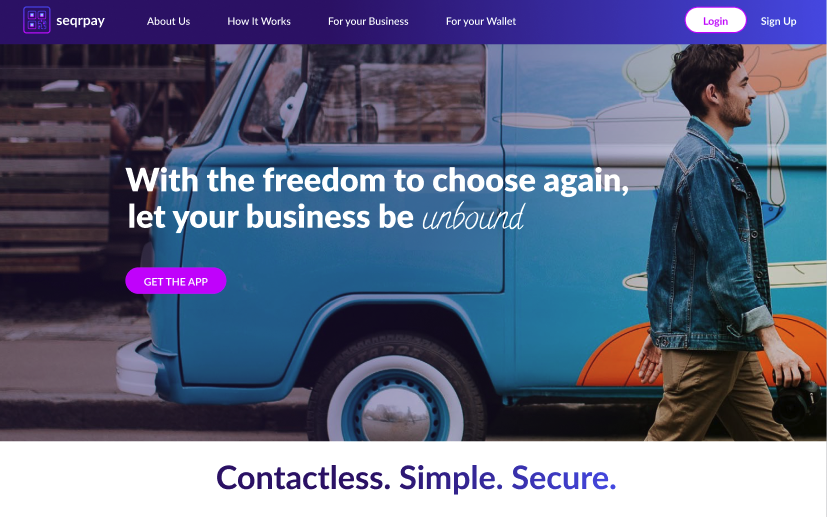 seqrpay About Us How It Works For your Business For your Wallet Login Sign Up
With the freedom to choose again,
let your business be unbound
GET THE APP
Contactless. Simple. Secure.